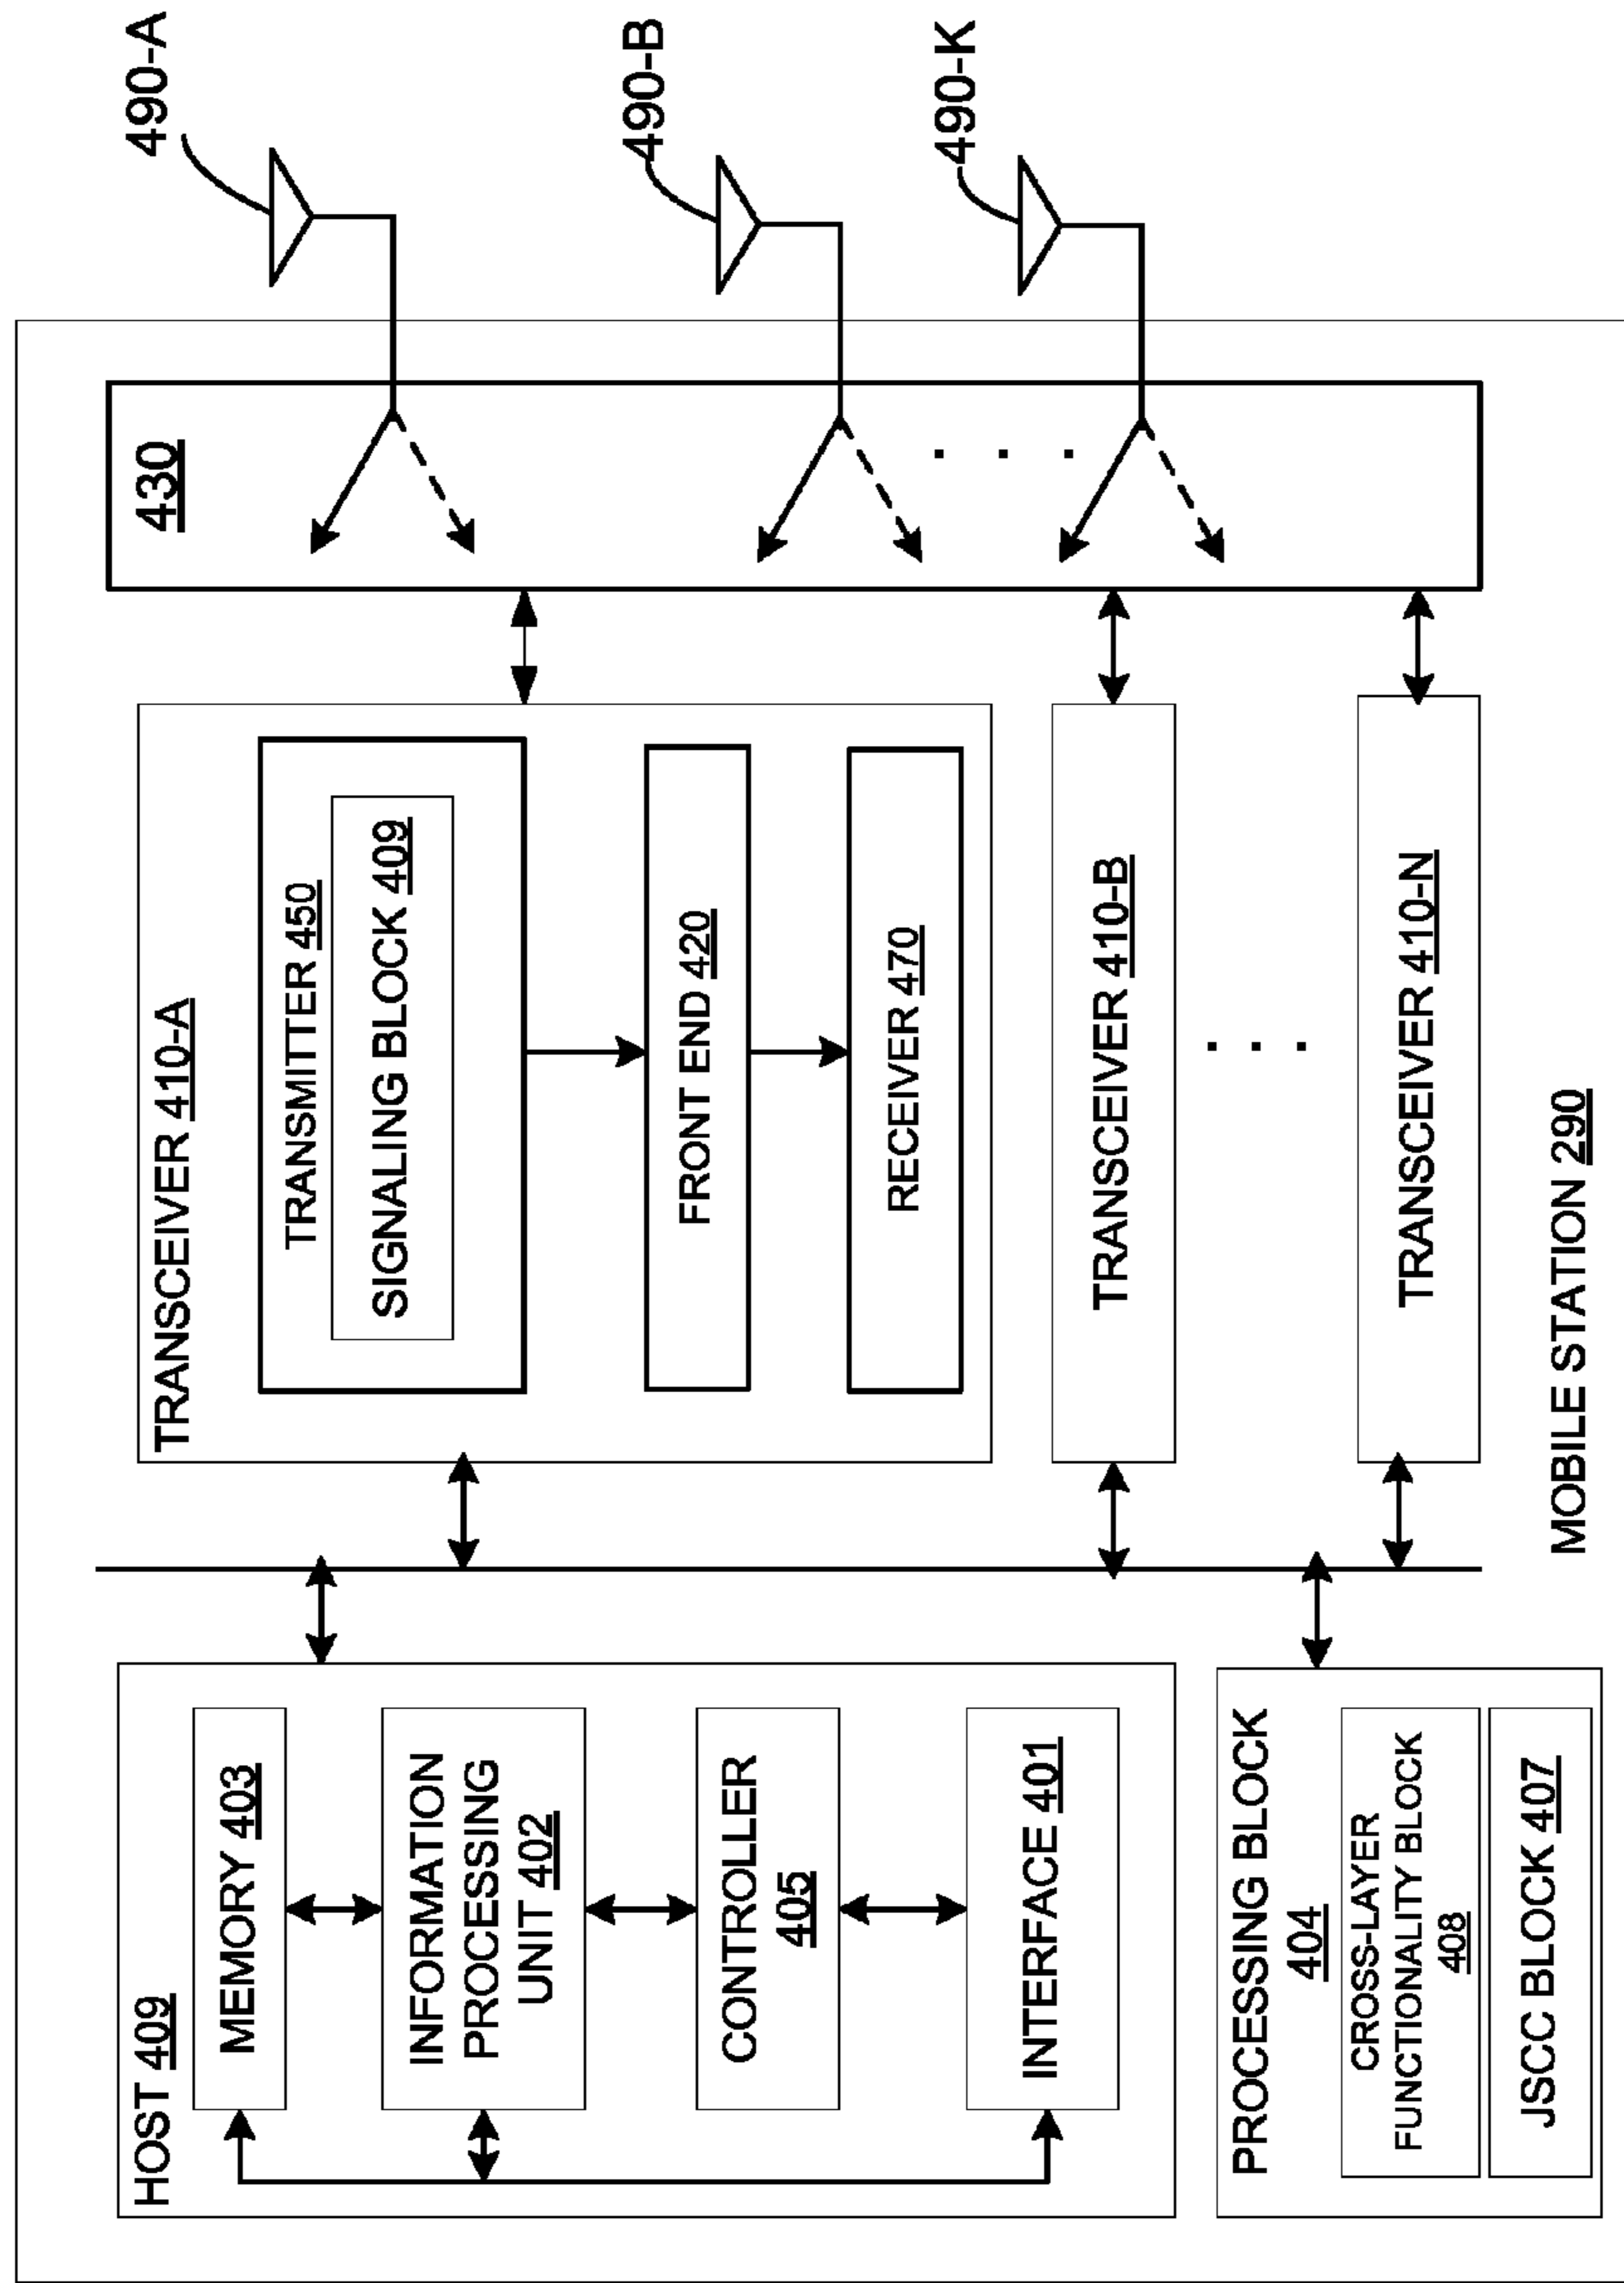 HOST 409
MEMORY 403
INFORMATION
PROCESSING
UNIT 402
CONTROLLER
405
INTERFACE 401
PROCESSING BLOCK
404
CROSS-LAYER
FUNCTIONALITY BLOCK
408
JSCC BLOCK 407
TRANSCEIVER 410-A
TRANSMITTER 450
SIGNALING BLOCK 409
FRONT END 420
RECEIVER 470
TRANSCEIVER 410-B
. . .
TRANSCEIVER 410-N
MOBILE STATION 290
430
. . .
490-A
490-B
490-K